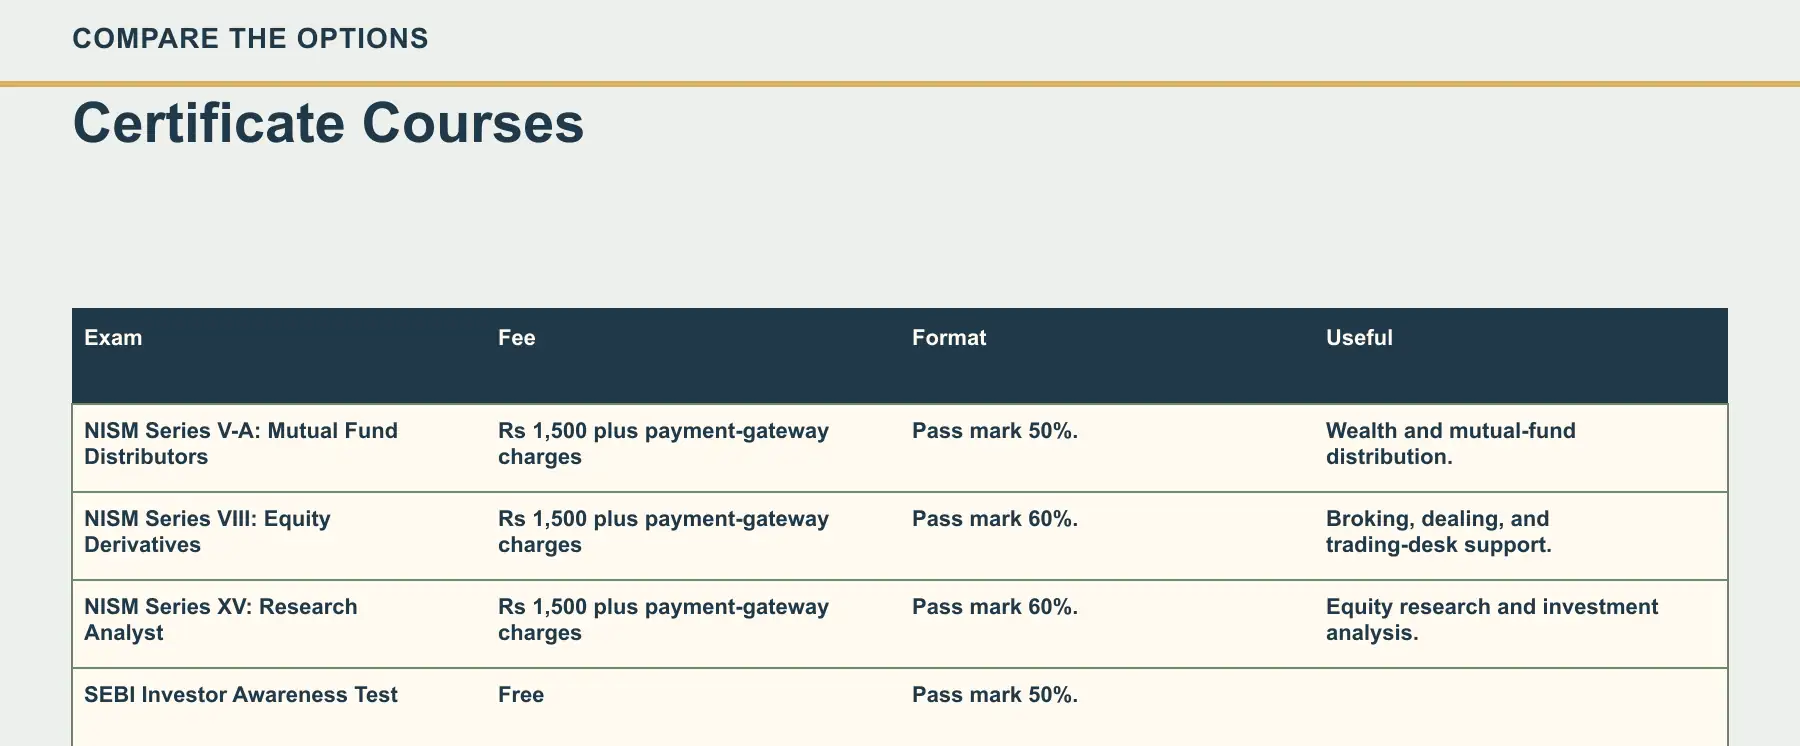 COMPARE THE OPTIONS
Certificate Courses
Exam
Fee
Format
Useful
NISM Series V-A: Mutual Fund
Distributors
Rs 1,500 plus payment-gateway
charges
Pass mark 50%.
Wealth and mutual-fund
distribution.
NISM Series VIII: Equity
Derivatives
Rs 1,500 plus payment-gateway
charges
Pass mark 60%.
Broking, dealing, and
trading-desk support.
NISM Series XV: Research
Analyst
Rs 1,500 plus payment-gateway
charges
Pass mark 60%.
Equity research and investment
analysis.
SEBI Investor Awareness Test
Free
Pass mark 50%.